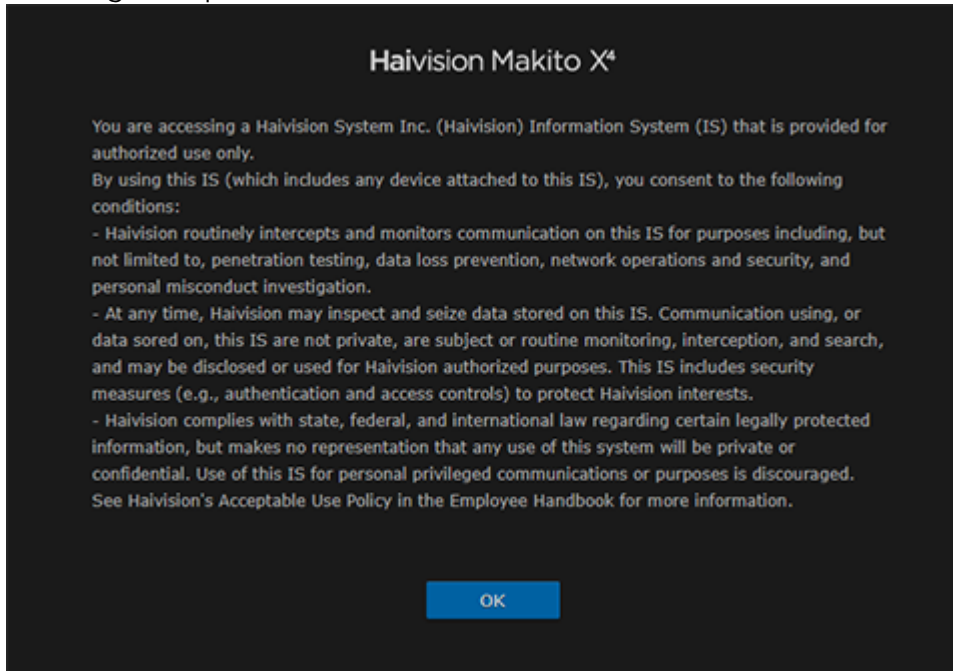 Haivision Makito X⁴
You are accessing a Haivision System Inc. (Haivision) Information System (IS) that is provided for
authorized use only.
By using this IS (which includes any device attached to this IS), you consent to the following
conditions:
- Haivision routinely intercepts and monitors communication on this IS for purposes including, but
not limited to, penetration testing, data loss prevention, network operations and security, and
personal misconduct investigation.
- At any time, Haivision may inspect and seize data stored on this IS. Communication using, or
data sored on, this IS are not private, are subject or routine monitoring, interception, and search,
and may be disclosed or used for Haivision authorized purposes. This IS includes security
measures (e.g., authentication and access controls) to protect Haivision interests.
- Haivision complies with state, federal, and international law regarding certain legally protected
information, but makes no representation that any use of this system will be private or
confidential. Use of this IS for personal privileged communications or purposes is discouraged.
See Haivision's Acceptable Use Policy in the Employee Handbook for more information.
OK